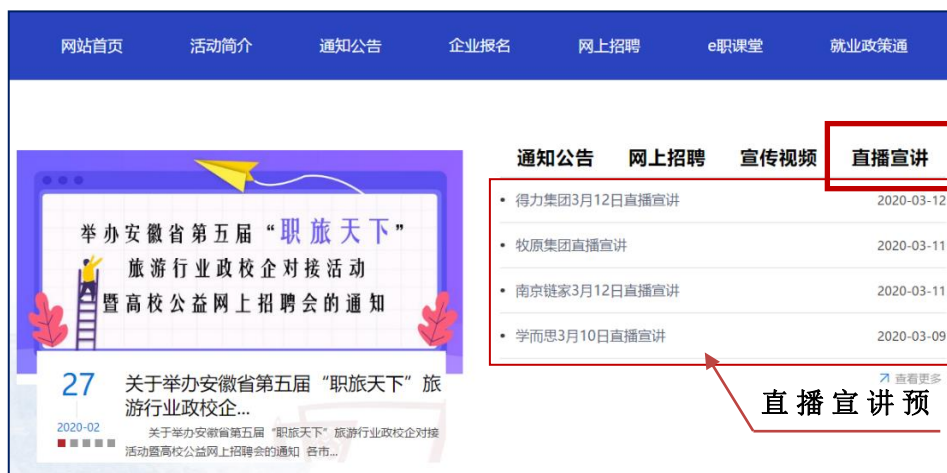 网站首页 活动简介 通知公告 企业报名 网上招聘 e职课堂 就业政策通
举办安徽省第五届“职旅天下”
旅游行业政校企对接活动
暨高校公益网上招聘会的通知
27
2020-02
关于举办安徽省第五届“职旅天下”旅
游行业政校企...
关于举办安徽省第五届“职旅天下”旅游行业政校企对接
活动暨高校公益网上招聘会的通知 各市...
通知公告 网上招聘 宣传视频 直播宣讲
• 得力集团3月12日直播宣讲 2020-03-12
• 牧原集团直播宣讲 2020-03-11
• 南京链家3月12日直播宣讲 2020-03-11
• 学而思3月10日直播宣讲 2020-03-09
查看更多
直播宣讲预